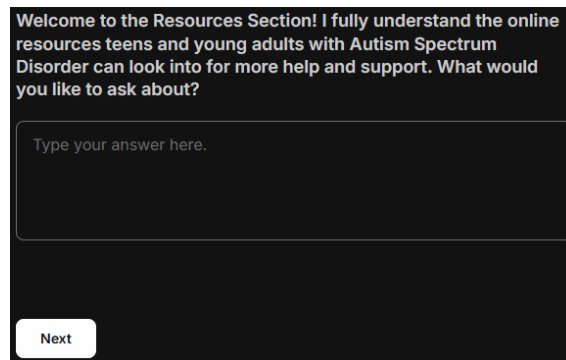 Welcome to the Resources Section! I fully understand the online
resources teens and young adults with Autism Spectrum
Disorder can look into for more help and support. What would
you like to ask about?
Type your answer here.
Next